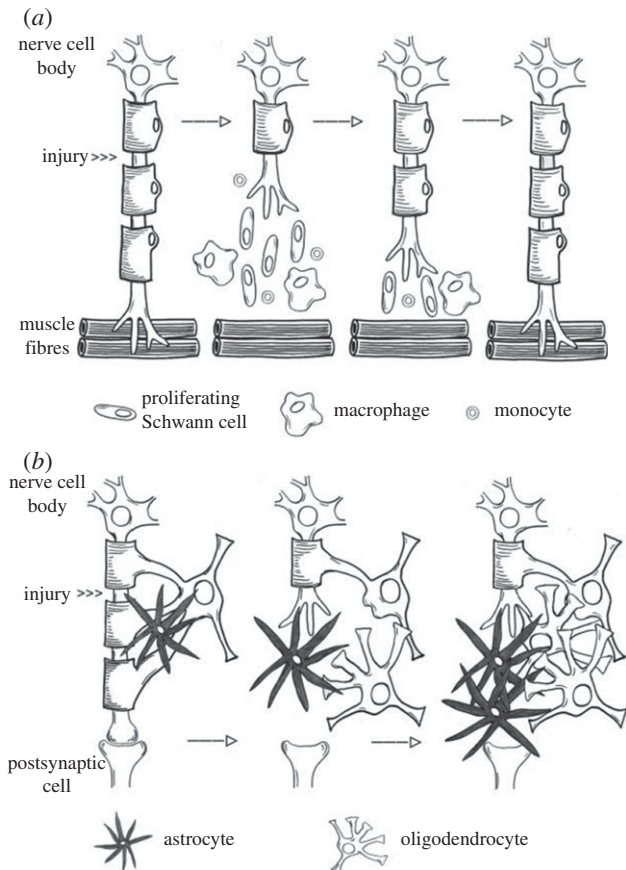 (a)
nerve cell
body
injury >>>
muscle
fibres
proliferating
Schwann cell
macrophage
monocyte
(b)
nerve cell
body
injury >>>
postsynaptic
cell
astrocyte
oligodendrocyte